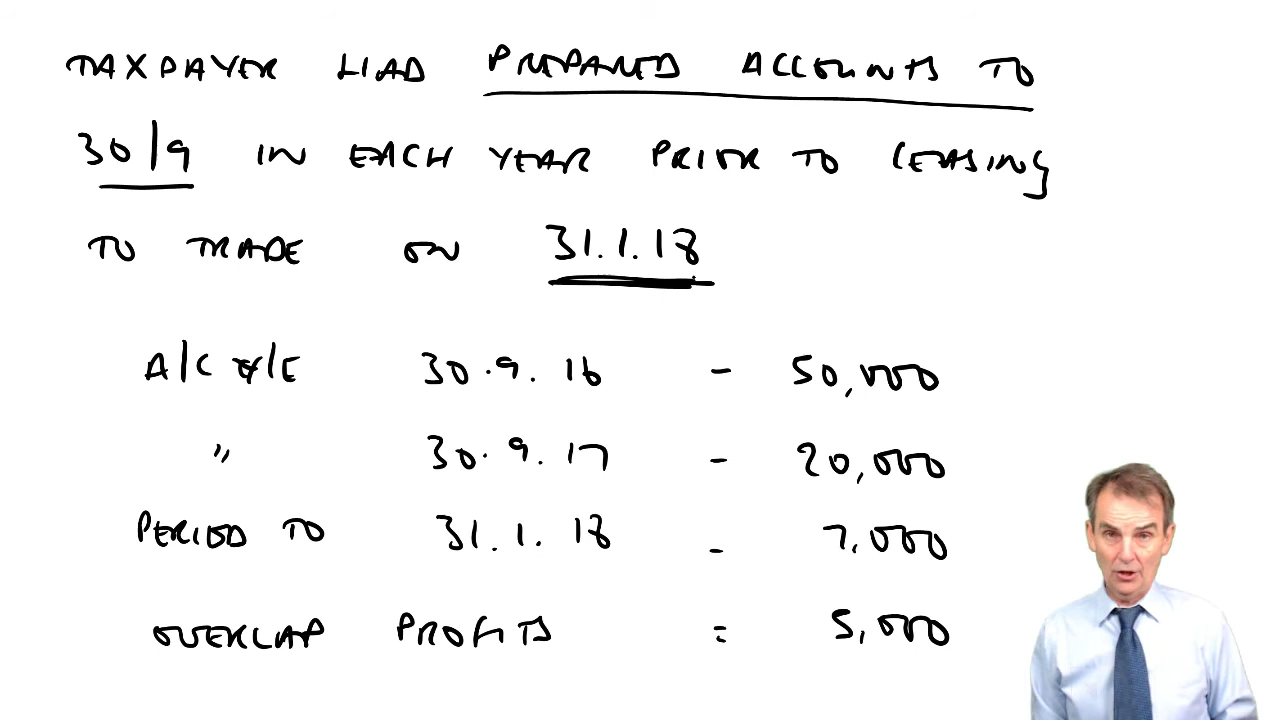 TAXPAYER HAD PREPARED ACCOUNTS TO
30/9 IN EACH YEAR PRIOR TO CEASING
TO TRADE ON 31.1.18
A/C Y/E 30.9.16 - 50,000
" 30.9.17 - 20,000
PERIOD TO 31.1.18 - 7,000
OVERLAP PROFITS = 5,000